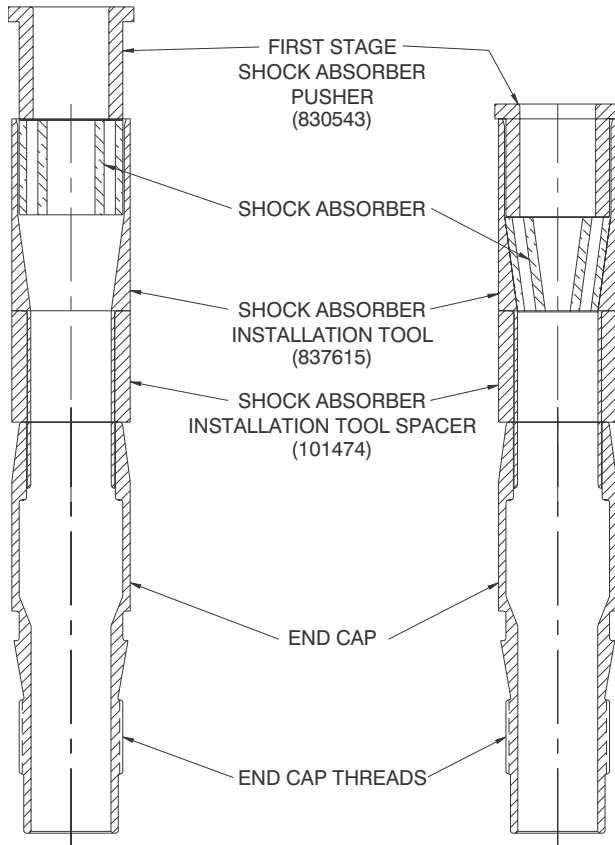 FIRST STAGE
SHOCK ABSORBER
PUSHER
(830543)
SHOCK ABSORBER
SHOCK ABSORBER
INSTALLATION TOOL
(837615)
SHOCK ABSORBER
INSTALLATION TOOL SPACER
(101474)
END CAP
END CAP THREADS